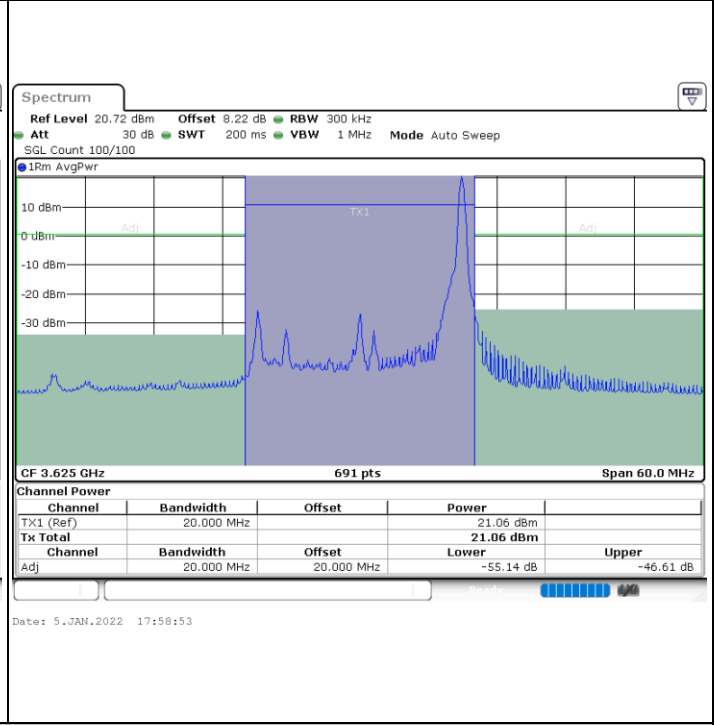 Spectrum
Ref Level 20.72 dBm Offset 8.22 dB RBW 300 kHz
Att 30 dB SWT 200 ms VBW 1 MHz Mode Auto Sweep
SGL Count 100/100
1Rm AvgPwr
TX1
10 dBm
Adj Adj
0 dBm
-10 dBm
-20 dBm
-30 dBm
CF 3.625 GHz 691 pts Span 60.0 MHz
Channel Power
Channel Bandwidth Offset Power
TX1 (Ref) 20.000 MHz 21.06 dBm
Tx Total 21.06 dBm
Channel Bandwidth Offset Lower Upper
Adj 20.000 MHz 20.000 MHz -55.14 dB -46.61 dB
Ready
Date: 5.JAN.2022 17:58:53